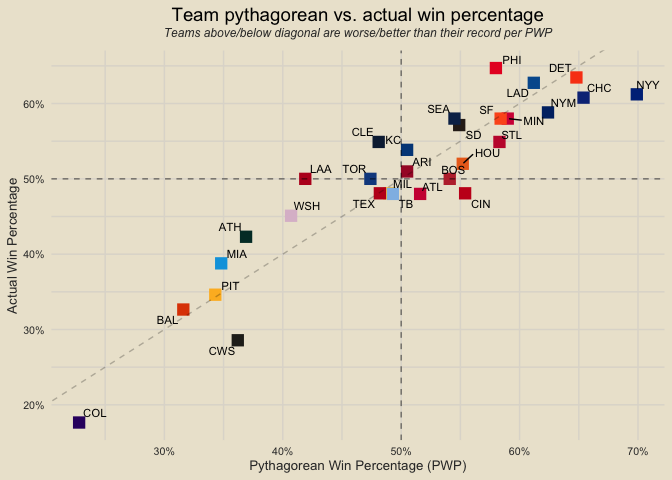 Team pythagorean vs. actual win percentage
Teams above/below diagonal are worse/better than their record per PWP
PHI
DET
NYY
LAD
CHC
60%
NYM
SEA
SF
MIN
CLE
KC
SD
STL
HOU
ARI
LAA
TOR
BOS
50%
MIL
ATL
TEX
TB
CIN
WSH
ATH
40%
MIA
PIT
30%
BAL
CWS
20%
COL
30%
40%
50%
60%
70%
Actual Win Percentage
Pythagorean Win Percentage (PWP)